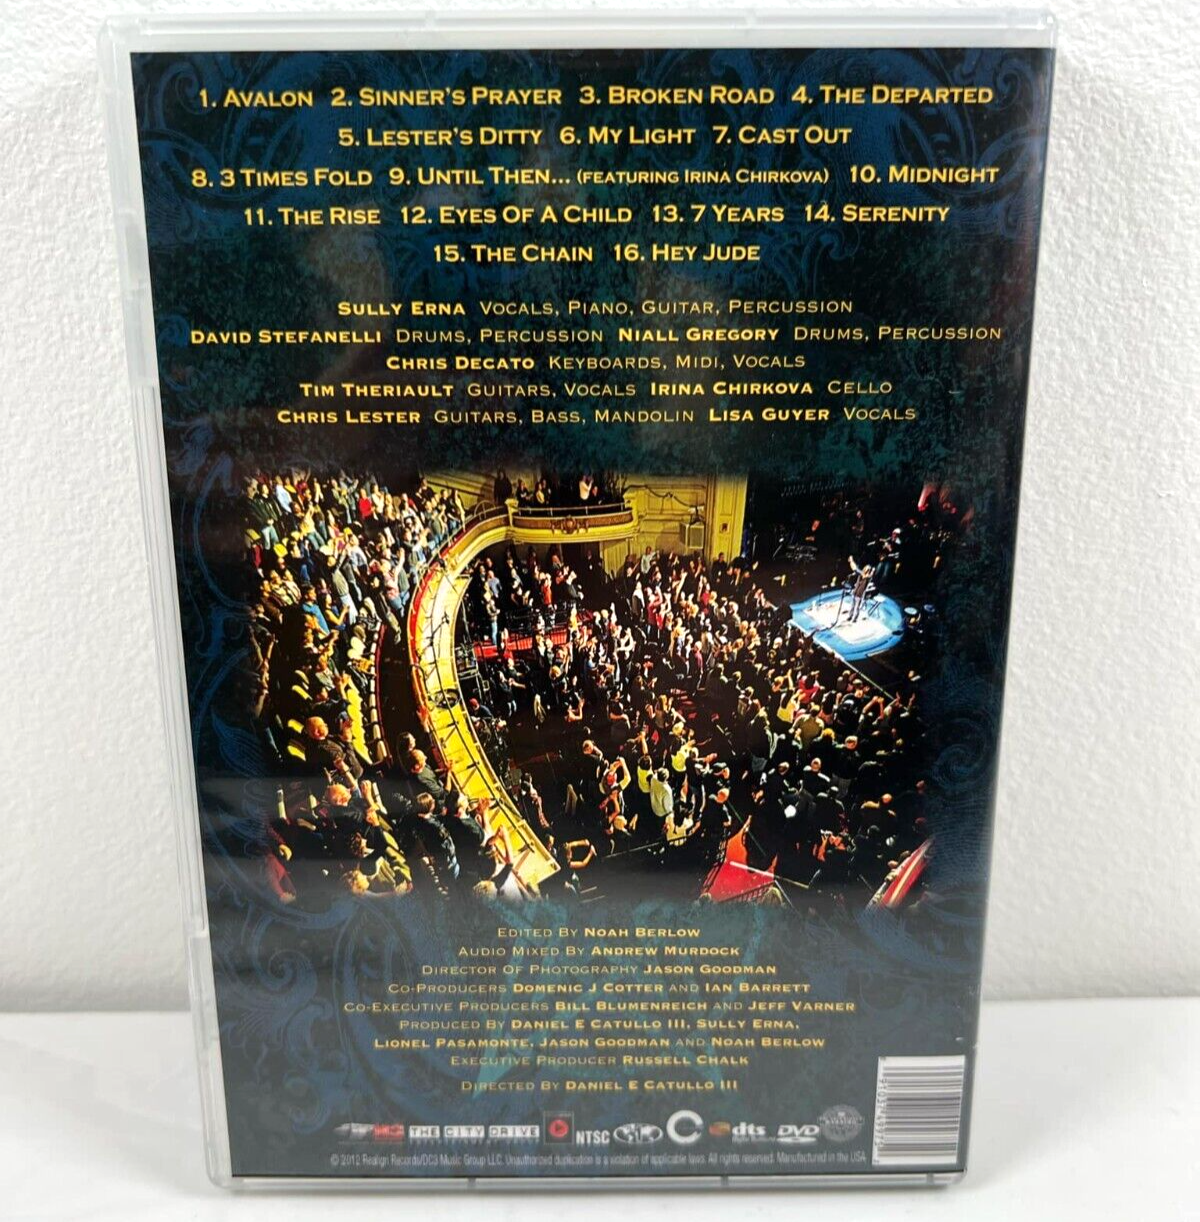 1. AVALON 2. SINNER'S PRAYER 3. BROKEN ROAD 4. THE DEPARTED
5. LESTER'S DITTY 6. MY LIGHT 7. CAST OUT
8. 3 TIMES FOLD 9. UNTIL THEN... (FEATURING IRINA CHIRKOVA) 10. MIDNIGHT
11. THE RISE 12. EYES OF A CHILD 13. 7 YEARS 14. SERENITY
15. THE CHAIN 16. HEY JUDE
SULLY ERNA VOCALS, PIANO, GUITAR, PERCUSSION
DAVID STEFANELLI DRUMS, PERCUSSION NIALL GREGORY DRUMS, PERCUSSION
CHRIS DECATO KEYBOARDS, MIDI, VOCALS
TIM THERIAULT GUITARS, VOCALS IRINA CHIRKOVA CELLO
CHRIS LESTER GUITARS, BASS, MANDOLIN LISA GUYER VOCALS
EDITED BY NOAH BERLOW
AUDIO MIXED BY ANDREW MURDOCK
DIRECTOR OF PHOTOGRAPHY JASON GOODMAN
CO-PRODUCERS DOMENIC J COTTER AND IAN BARRETT
CO-EXECUTIVE PRODUCERS BILL BLUMENREICH AND JEFF VARNER
PRODUCED BY DANIEL E CATULLO III, SULLY ERNA,
LIONEL PASAMONTE, JASON GOODMAN AND NOAH BERLOW
EXECUTIVE PRODUCER RUSSELL CHALK
DIRECTED BY DANIEL E CATULLO III
THE CITY DRIVE NTSC dts DVD
© 2012 Realign Records/DC3 Music Group LLC. Unauthorized duplication is a violation of applicable laws. All rights reserved. Manufactured in the USA